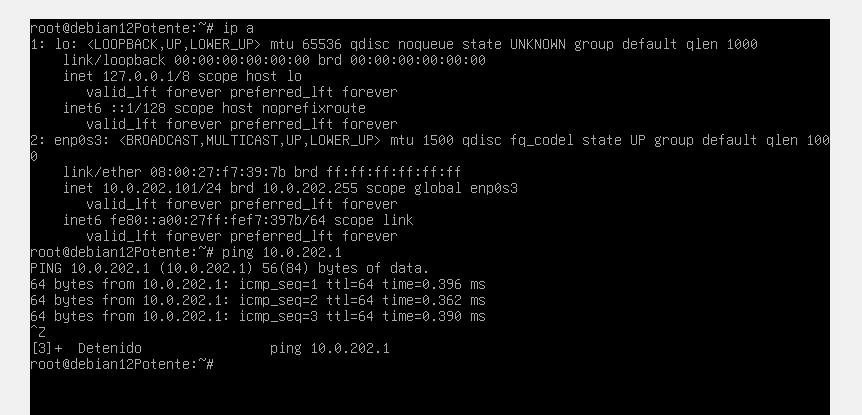 root@debian12Potente:~# ip a
1: lo: <LOOPBACK,UP,LOWER_UP> mtu 65536 qdisc noqueue state UNKNOWN group default qlen 1000
    link/loopback 00:00:00:00:00:00 brd 00:00:00:00:00:00
    inet 127.0.0.1/8 scope host lo
       valid_lft forever preferred_lft forever
    inet6 ::1/128 scope host noprefixroute
       valid_lft forever preferred_lft forever
2: enp0s3: <BROADCAST,MULTICAST,UP,LOWER_UP> mtu 1500 qdisc fq_codel state UP group default qlen 100
0
    link/ether 08:00:27:f7:39:7b brd ff:ff:ff:ff:ff:ff
    inet 10.0.202.101/24 brd 10.0.202.255 scope global enp0s3
       valid_lft forever preferred_lft forever
    inet6 fe80::a00:27ff:fef7:397b/64 scope link
       valid_lft forever preferred_lft forever
root@debian12Potente:~# ping 10.0.202.1
PING 10.0.202.1 (10.0.202.1) 56(84) bytes of data.
64 bytes from 10.0.202.1: icmp_seq=1 ttl=64 time=0.396 ms
64 bytes from 10.0.202.1: icmp_seq=2 ttl=64 time=0.362 ms
64 bytes from 10.0.202.1: icmp_seq=3 ttl=64 time=0.390 ms
^Z
[3]+  Detenido                ping 10.0.202.1
root@debian12Potente:~#